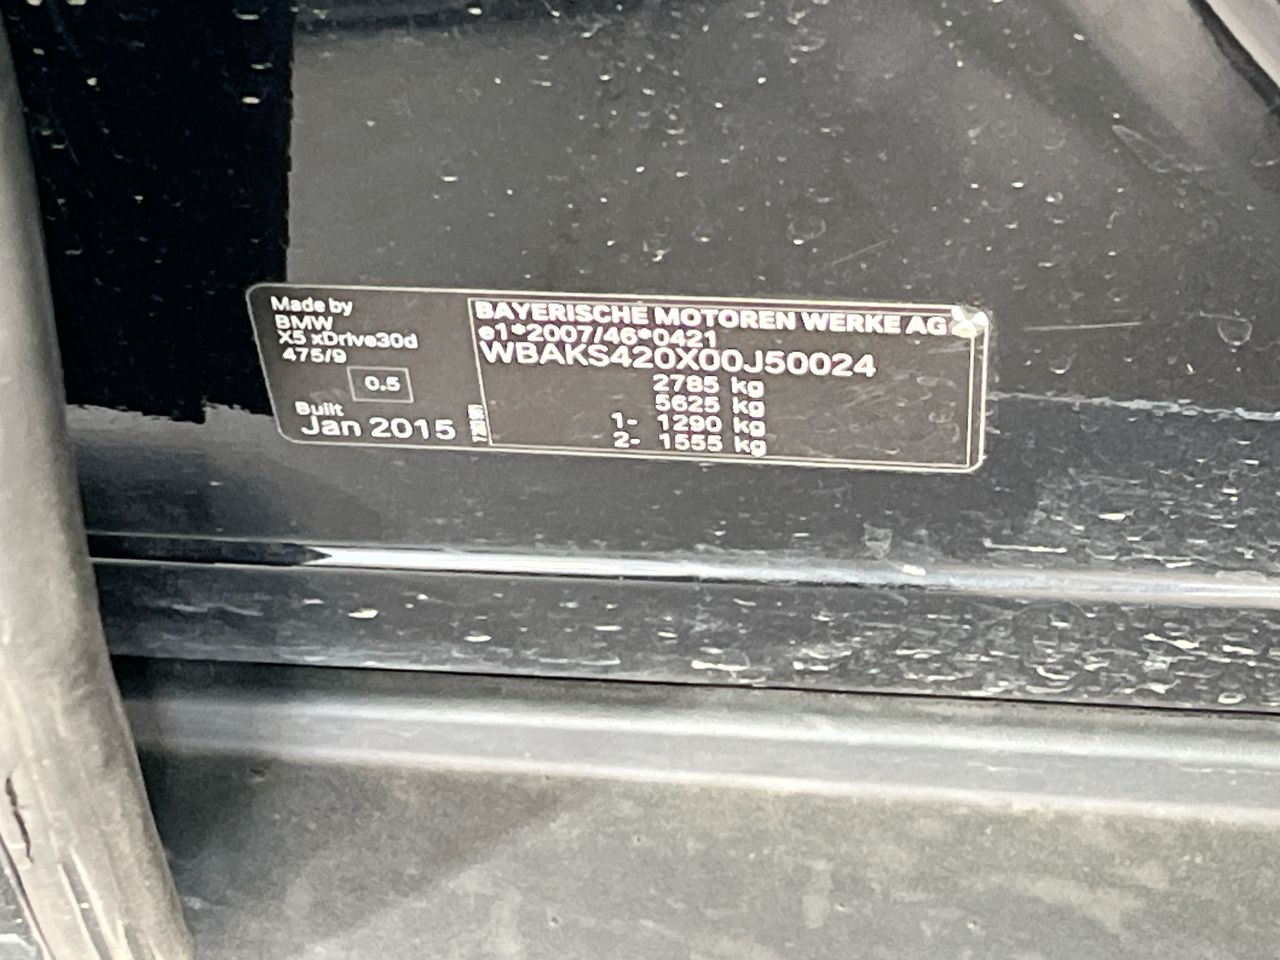 Made by
BMW
X5 xDrive30d
475/9
0.5
Built
Jan 2015
BAYERISCHE MOTOREN WERKE AG
e1*2007/46*0421
WBAKS420X00J50024
2785 kg
5625 kg
1- 1290 kg
2- 1555 kg